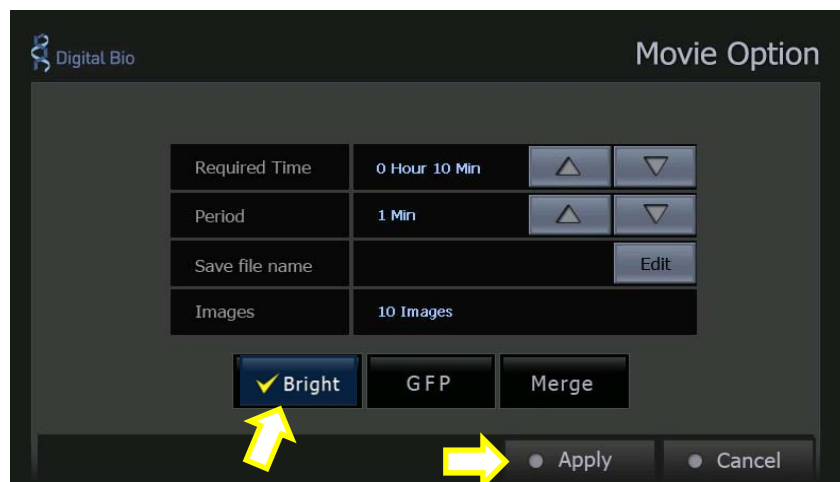 Digital Bio
Movie Option
Required Time 0 Hour 10 Min
Period 1 Min
Save file name Edit
Images 10 Images
Bright GFP Merge
Apply Cancel